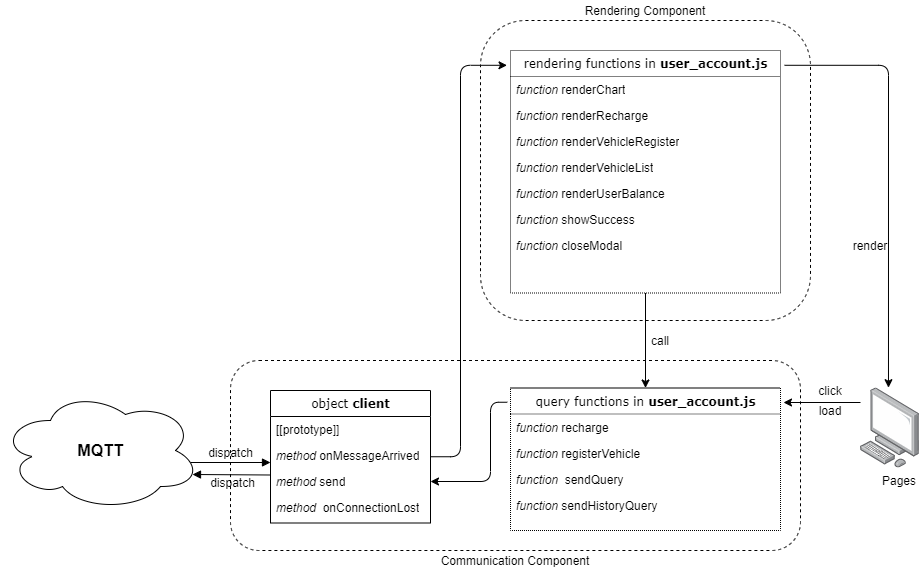 Rendering Component
rendering functions in user_account.js
function renderChart
function renderRecharge
function renderVehicleRegister
function renderVehicleList
function renderUserBalance
function showSuccess
function closeModal
render
call
object client
[[prototype]]
method onMessageArrived
method send
method onConnectionLost
query functions in user_account.js
function recharge
function registerVehicle
function sendQuery
function sendHistoryQuery
click
load
MQTT
dispatch
dispatch
Pages
Communication Component